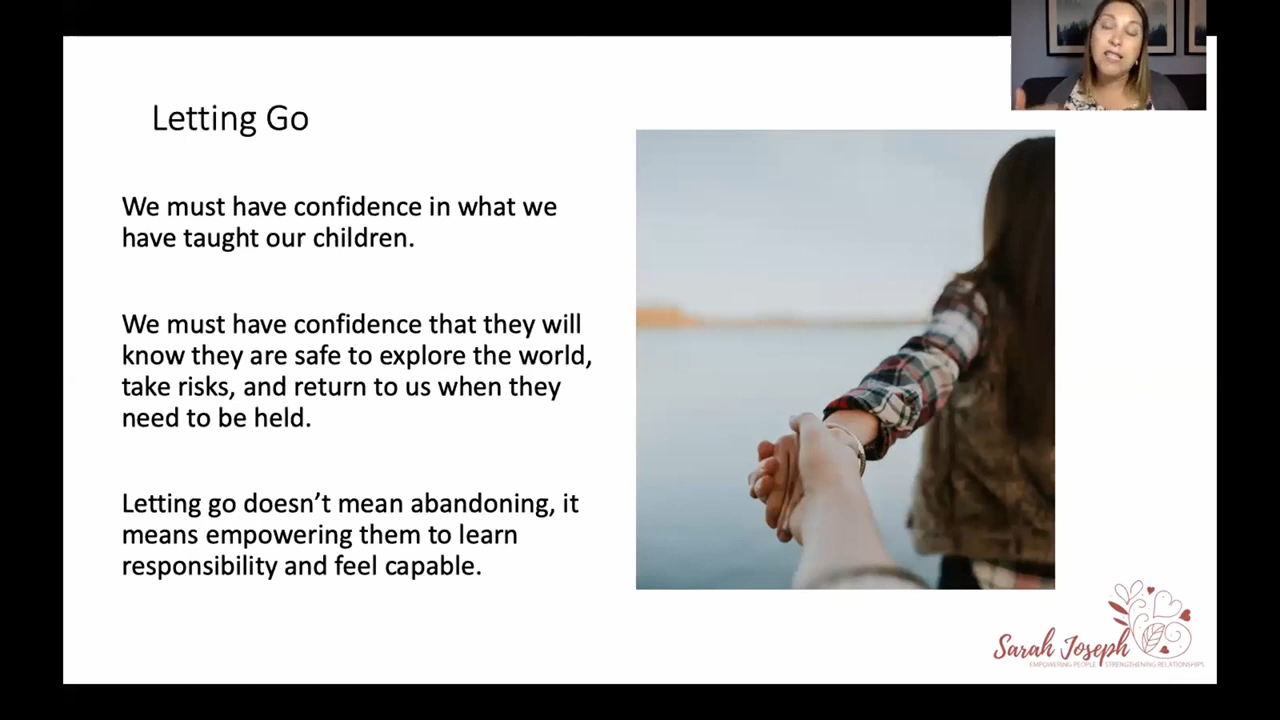 Letting Go
We must have confidence in what we
have taught our children.
We must have confidence that they will
know they are safe to explore the world,
take risks, and return to us when they
need to be held.
Letting go doesn’t mean abandoning, it
means empowering them to learn
responsibility and feel capable.
Sarah Joseph
EMPOWERING PEOPLE STRENGTHENING RELATIONSHIPS